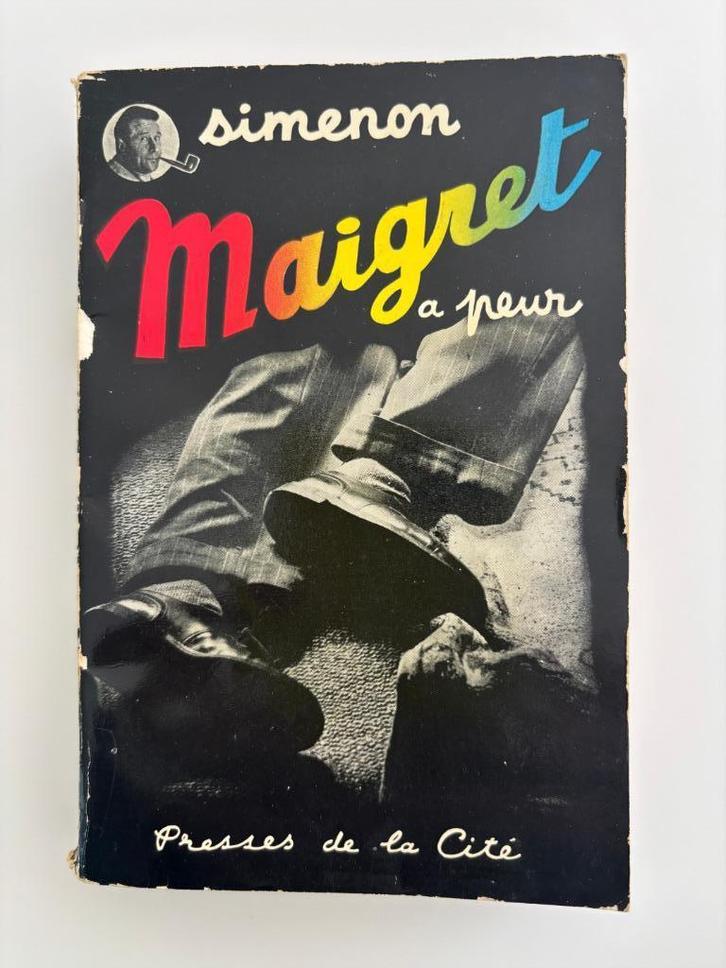 simenon
Maigret
a peur
Presses de la Cité